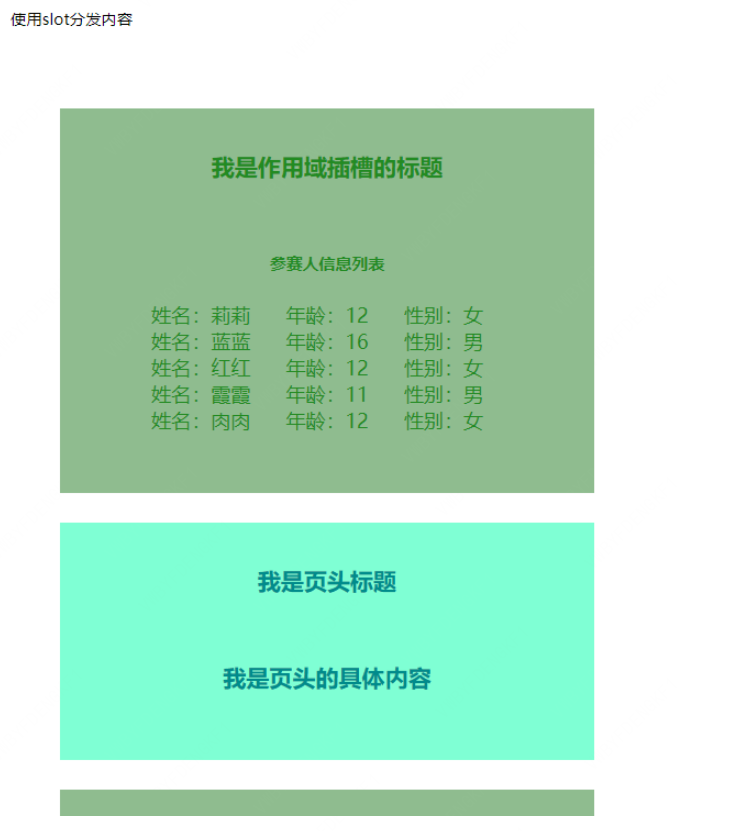 使用slot分发内容
我是作用域插槽的标题
参赛人信息列表
姓名：莉莉 年龄：12 性别：女
姓名：蓝蓝 年龄：16 性别：男
姓名：红红 年龄：12 性别：女
姓名：霞霞 年龄：11 性别：男
姓名：肉肉 年龄：12 性别：女
我是页头标题
我是页头的具体内容